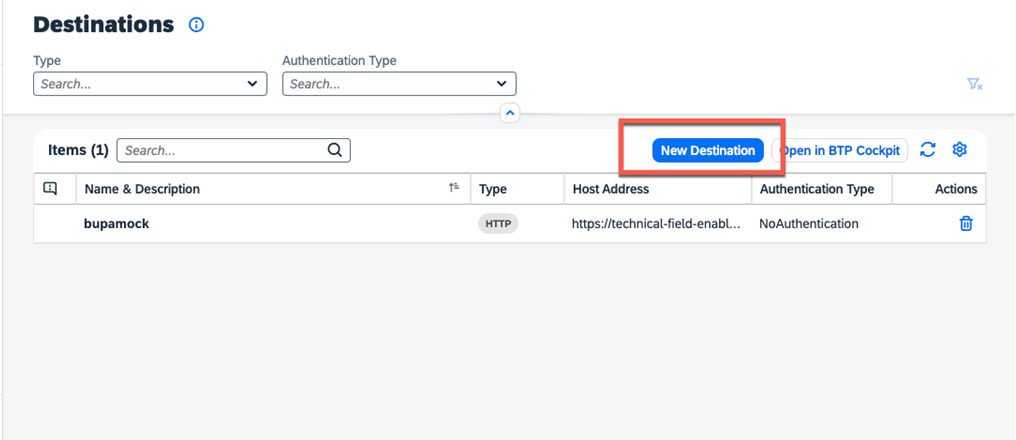 Destinations
Type Authentication Type
Search... Search...
Items (1) Search... New Destination Open in BTP Cockpit
Name & Description Type Host Address Authentication Type Actions
bupamock HTTP https://technical-field-enabl... NoAuthentication